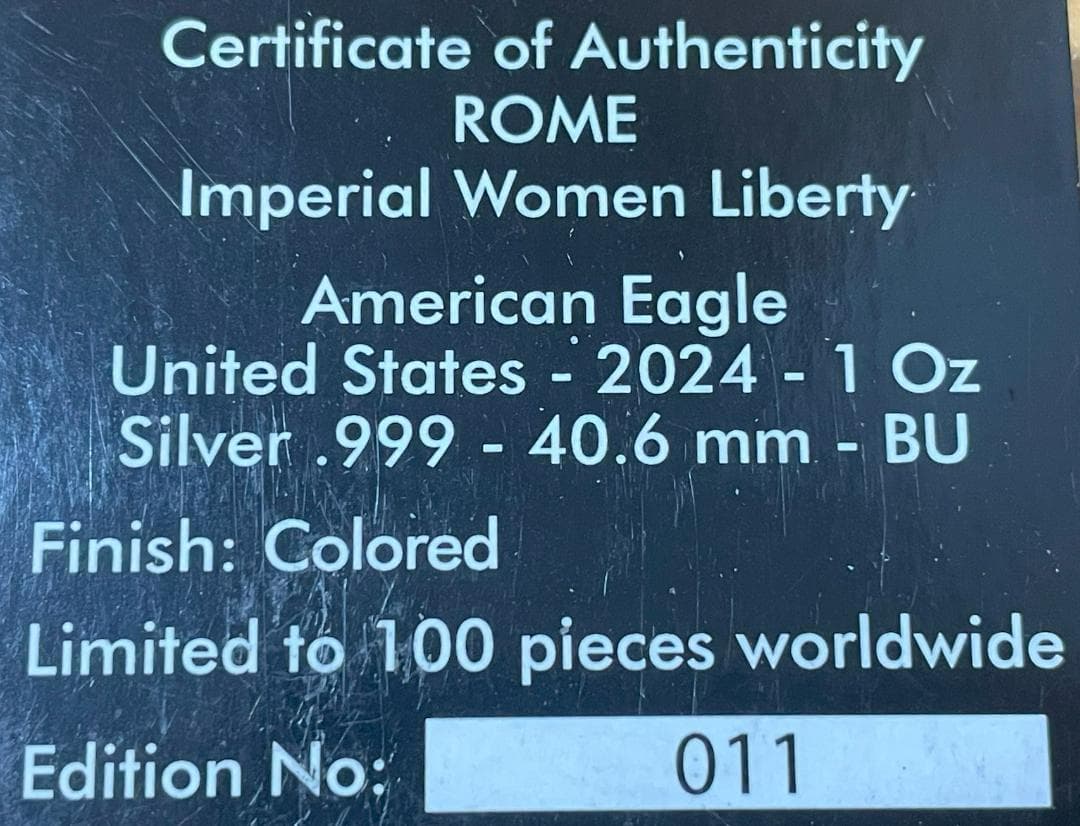 Certificate of Authenticity
ROME
Imperial Women Liberty
American Eagle
United States - 2024 - 1 Oz
Silver .999 - 40.6 mm - BU
Finish: Colored
Limited to 100 pieces worldwide
Edition No: 011